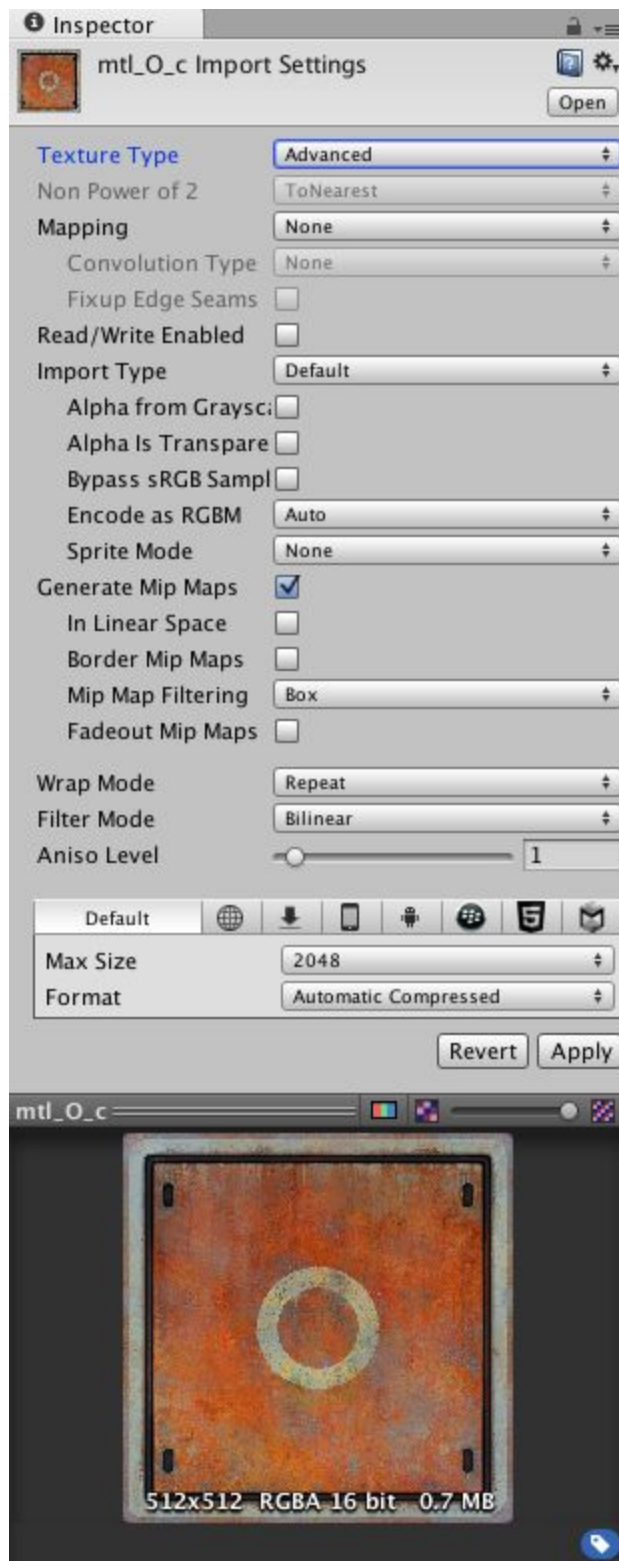 Inspector
mtl_O_c Import Settings
Open
Texture Type Advanced
Non Power of 2 ToNearest
Mapping None
Convolution Type None
Fixup Edge Seams
Read/Write Enabled
Import Type Default
Alpha from Graysca
Alpha Is Transpare
Bypass sRGB Sampl
Encode as RGBM Auto
Sprite Mode None
Generate Mip Maps
In Linear Space
Border Mip Maps
Mip Map Filtering Box
Fadeout Mip Maps
Wrap Mode Repeat
Filter Mode Bilinear
Aniso Level 1
Default
Max Size 2048
Format Automatic Compressed
Revert Apply
mtl_O_c
512x512 RGBA 16 bit 0.7 MB